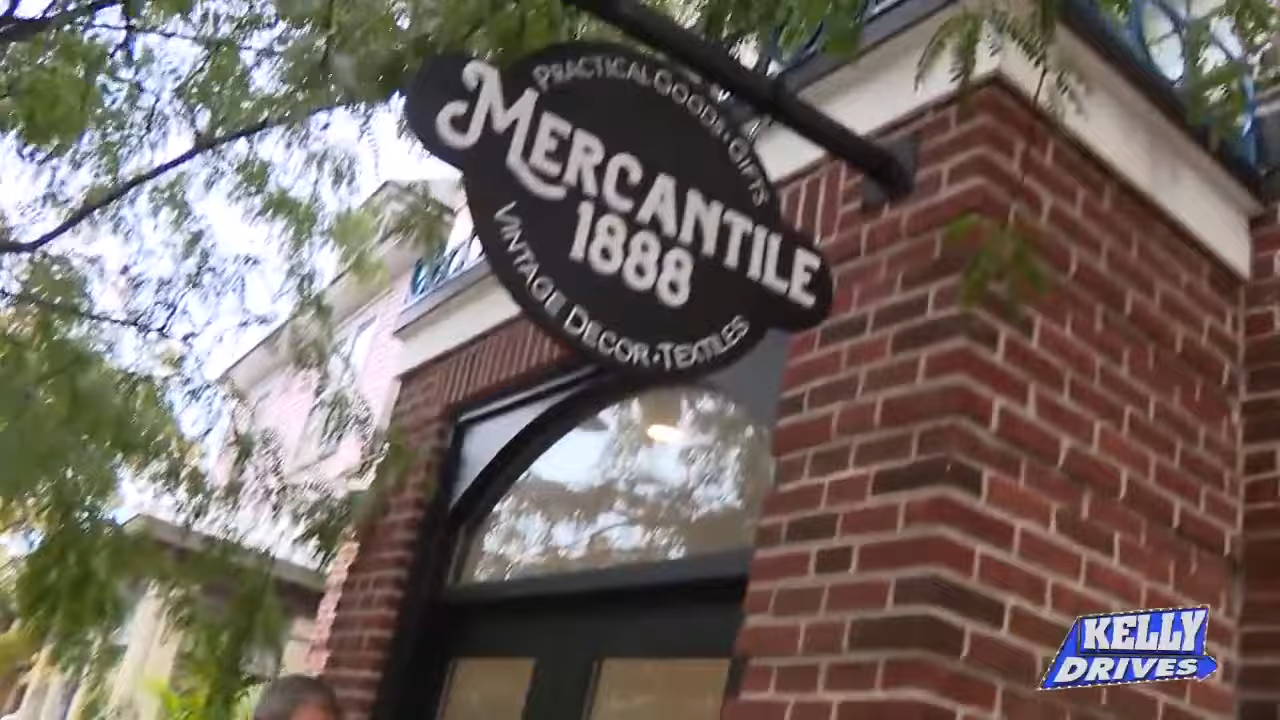 PRACTICAL GOODS • GIFTS
MERCANTILE
1888
VINTAGE DECOR • TEXTILES
KELLY
DRIVES